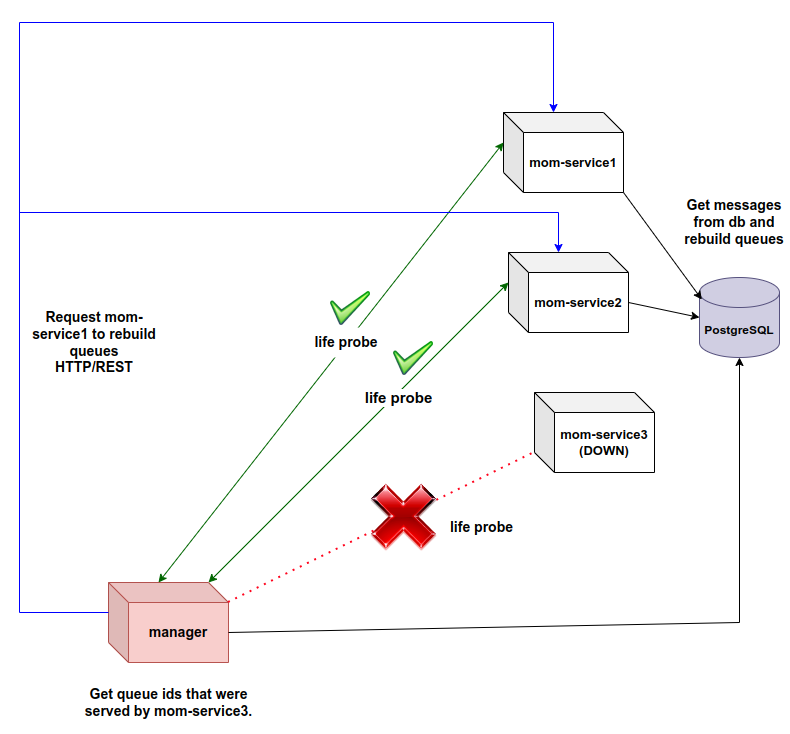 mom-service1
Get messages
from db and
rebuild queues
mom-service2
PostgreSQL
Request mom-
service1 to rebuild
queues
HTTP/REST
life probe
life probe
mom-service3
(DOWN)
life probe
manager
Get queue ids that were
served by mom-service3.